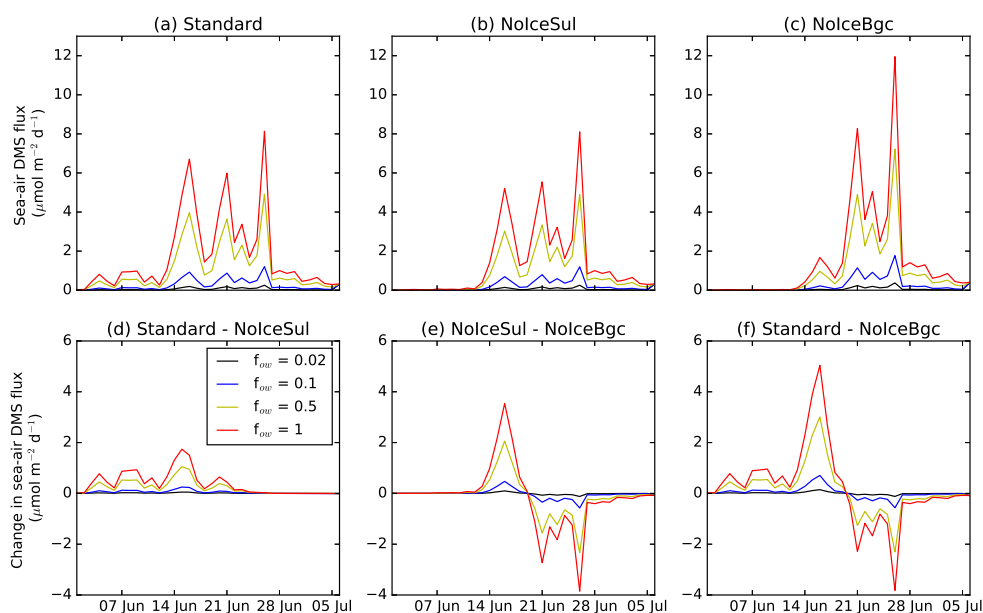 (a) Standard
(b) NoIceSul
(c) NoIceBgc
Sea-air DMS flux
(μmol m⁻² d⁻¹)
12
10
8
6
4
2
0
12
10
8
6
4
2
0
12
10
8
6
4
2
0
(d) Standard - NoIceSul
(e) NoIceSul - NoIceBgc
(f) Standard - NoIceBgc
Change in sea-air DMS flux
(μmol m⁻² d⁻¹)
6
4
2
0
−2
−4
f_ow = 0.02
f_ow = 0.1
f_ow = 0.5
f_ow = 1
6
4
2
0
−2
−4
6
4
2
0
−2
−4
07 Jun 14 Jun 21 Jun 28 Jun 05 Jul
07 Jun 14 Jun 21 Jun 28 Jun 05 Jul
07 Jun 14 Jun 21 Jun 28 Jun 05 Jul